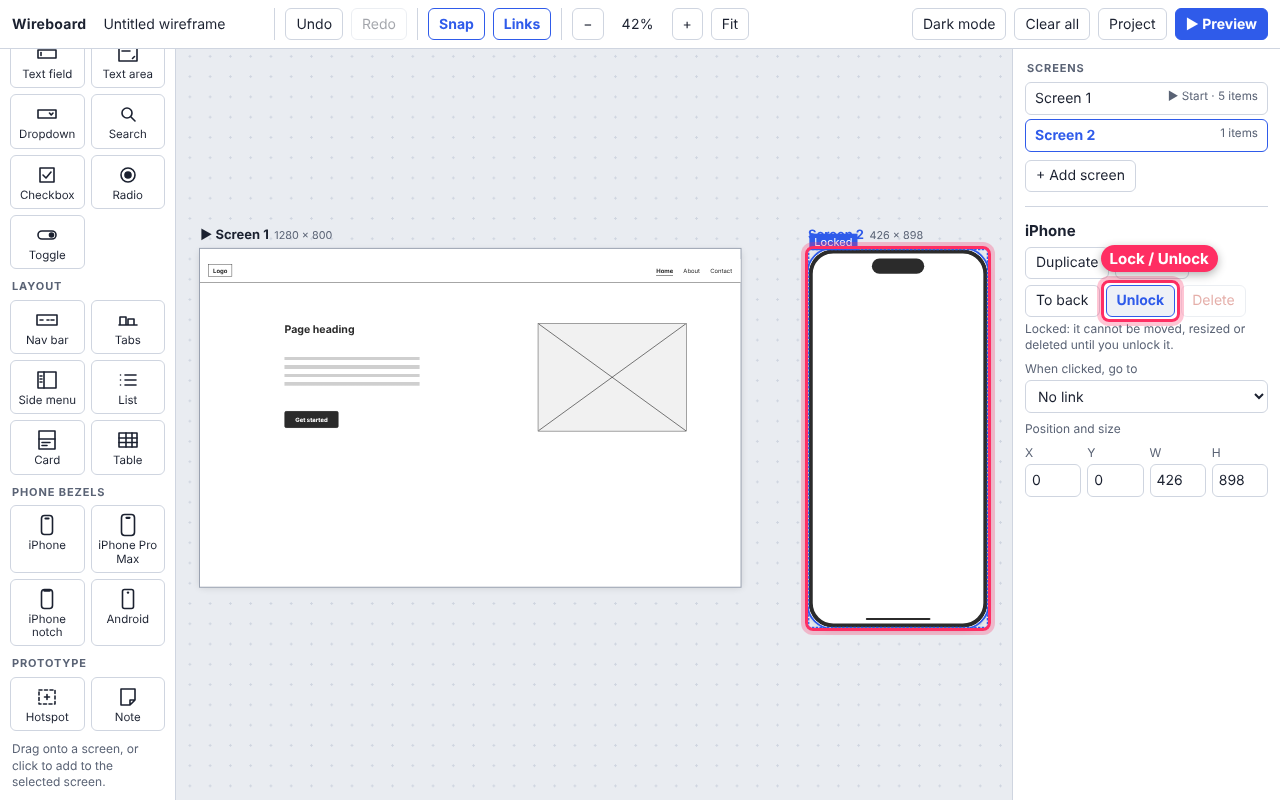 Wireboard
Untitled wireframe
Undo
Redo
Snap
Links
−
42%
+
Fit
Dark mode
Clear all
Project
▶ Preview
Text field
Text area
Dropdown
Search
Checkbox
Radio
Toggle
LAYOUT
Nav bar
Tabs
Side menu
List
Card
Table
PHONE BEZELS
iPhone
iPhone Pro
Max
iPhone
notch
Android
PROTOTYPE
Hotspot
Note
Drag onto a screen, or
click to add to the
selected screen.
▶ Screen 1 1280 × 800
Logo
Home
About
Contact
Page heading
Get started
Screen 2 426 × 898
Locked
SCREENS
Screen 1
▶ Start · 5 items
Screen 2
1 items
+ Add screen
iPhone
Duplicate
Lock / Unlock
To back
Unlock
Delete
Locked: it cannot be moved, resized or
deleted until you unlock it.
When clicked, go to
No link
Position and size
X
Y
W
H
0
0
426
898